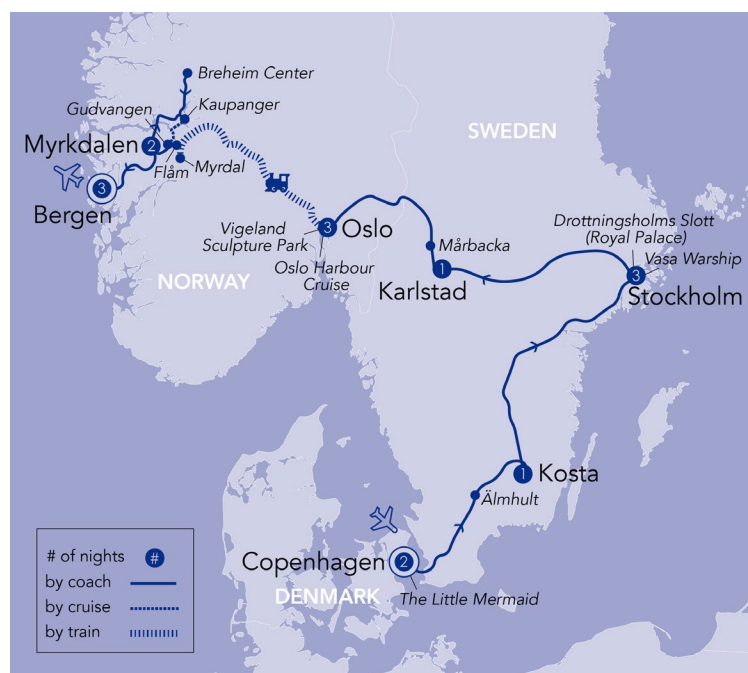 Breheim Center
Gudvangen
Kaupanger
SWEDEN
Myrkdalen
2
Flåm
Myrdal
3
Bergen
Vigeland
Sculpture Park
3
Oslo
Drottningsholms Slott
(Royal Palace)
Mårbacka
Vasa Warship
Oslo Harbour
Cruise
NORWAY
1
Karlstad
3
Stockholm
1
Kosta
Älmhult
# of nights
#
by coach
by cruise
by train
Copenhagen
2
DENMARK
The Little Mermaid